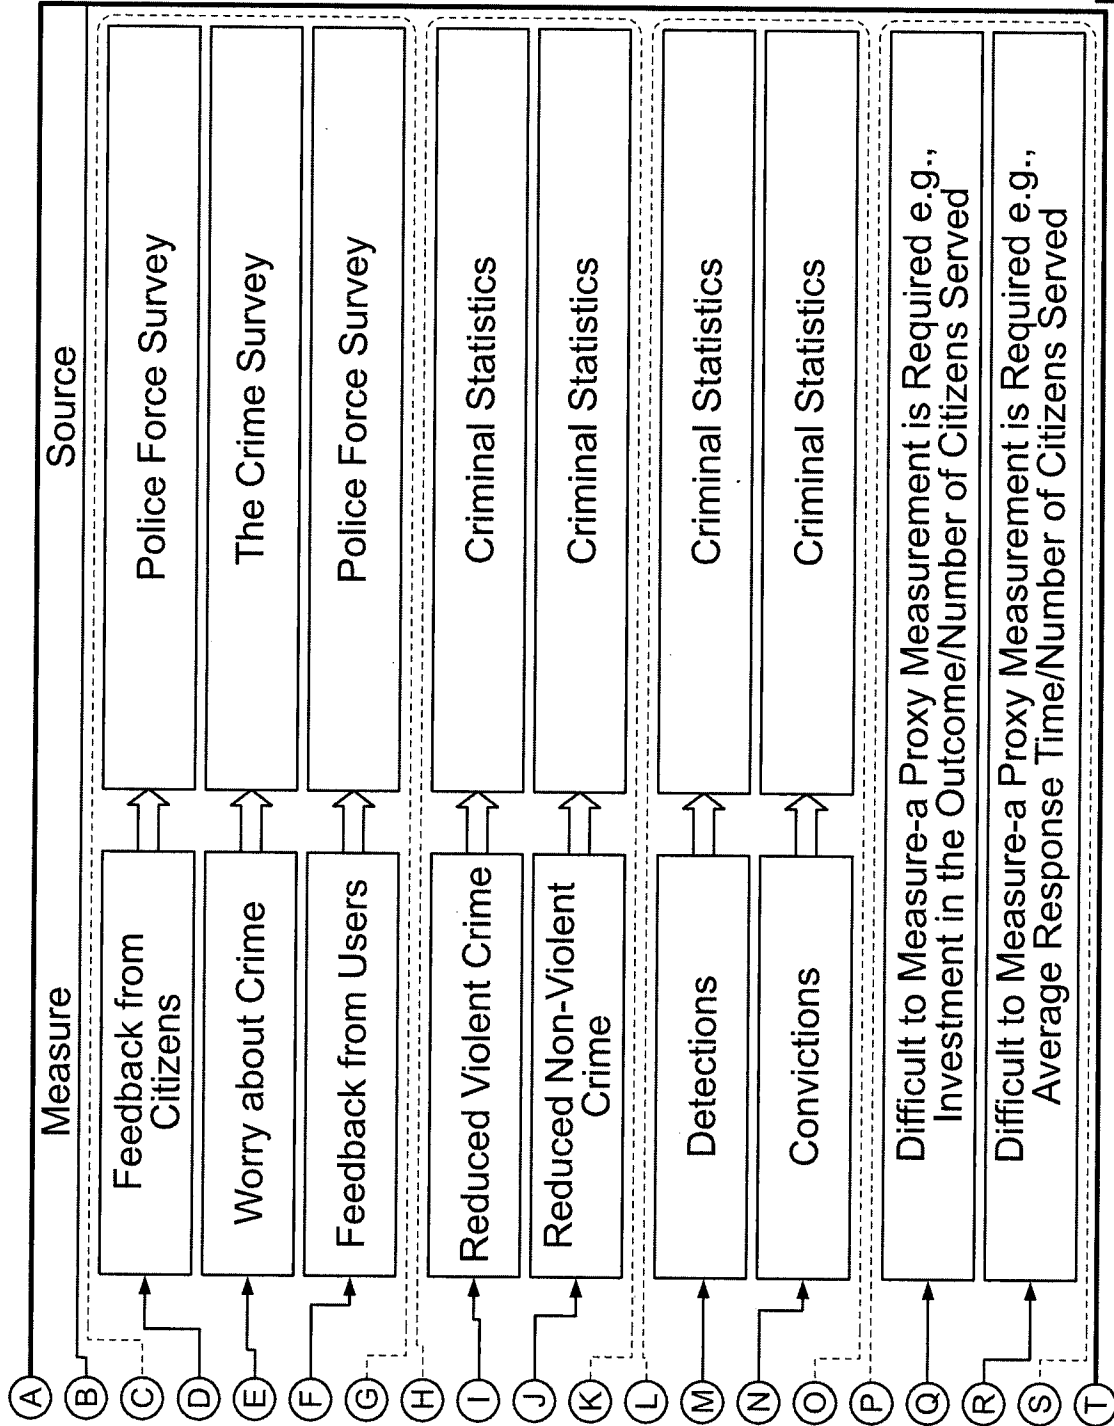 Measure
Source
A
B
C
D
Feedback from
Citizens
Police Force Survey
E
Worry about Crime
The Crime Survey
F
Feedback from Users
Police Force Survey
G
H
I
Reduced Violent Crime
Criminal Statistics
J
Reduced Non-Violent
Crime
Criminal Statistics
K
L
M
Detections
Criminal Statistics
N
Convictions
Criminal Statistics
O
P
Q
Difficult to Measure-a Proxy Measurement is Required e.g.,
Investment in the Outcome/Number of Citizens Served
R
Difficult to Measure-a Proxy Measurement is Required e.g.,
Average Response Time/Number of Citizens Served
S
T